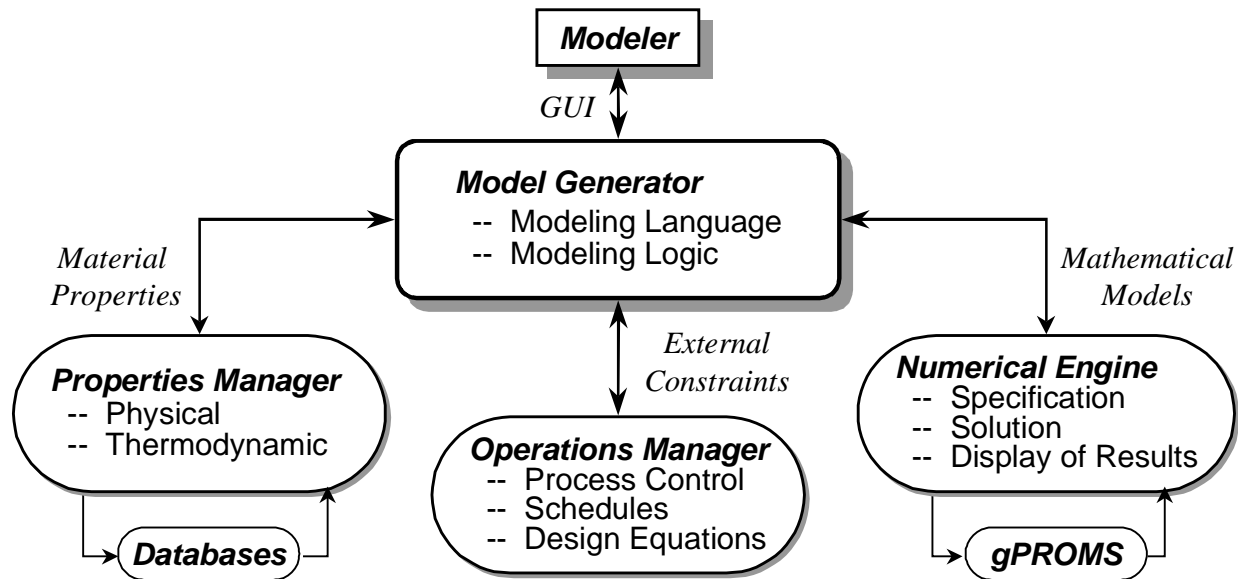 Modeler
GUI
Model Generator
-- Modeling Language
-- Modeling Logic
Material
Properties
Mathematical
Models
External
Constraints
Properties Manager
-- Physical
-- Thermodynamic
Databases
Operations Manager
-- Process Control
-- Schedules
-- Design Equations
Numerical Engine
-- Specification
-- Solution
-- Display of Results
gPROMS